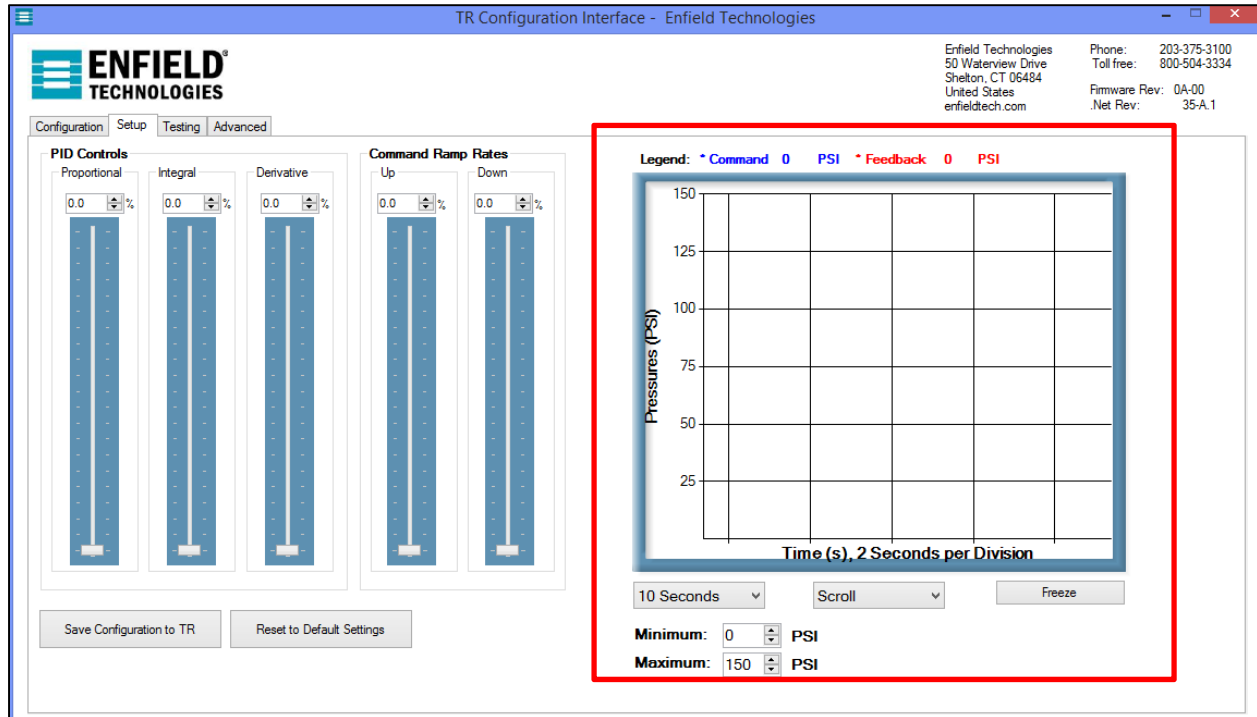 TR Configuration Interface - Enfield Technologies
ENFIELD®
TECHNOLOGIES
Enfield Technologies
50 Waterview Drive
Shelton, CT 06484
United States
enfieldtech.com
Phone: 203-375-3100
Toll free: 800-504-3334
Firmware Rev: 0A-00
.Net Rev: 35-A.1
Configuration Setup Testing Advanced
PID Controls
Proportional Integral Derivative
0.0 % 0.0 % 0.0 %
Command Ramp Rates
Up Down
0.0 % 0.0 %
Save Configuration to TR Reset to Default Settings
Legend: * Command 0 PSI * Feedback 0 PSI
Pressures (PSI)
150
125
100
75
50
25
Time (s), 2 Seconds per Division
10 Seconds Scroll Freeze
Minimum: 0 PSI
Maximum: 150 PSI